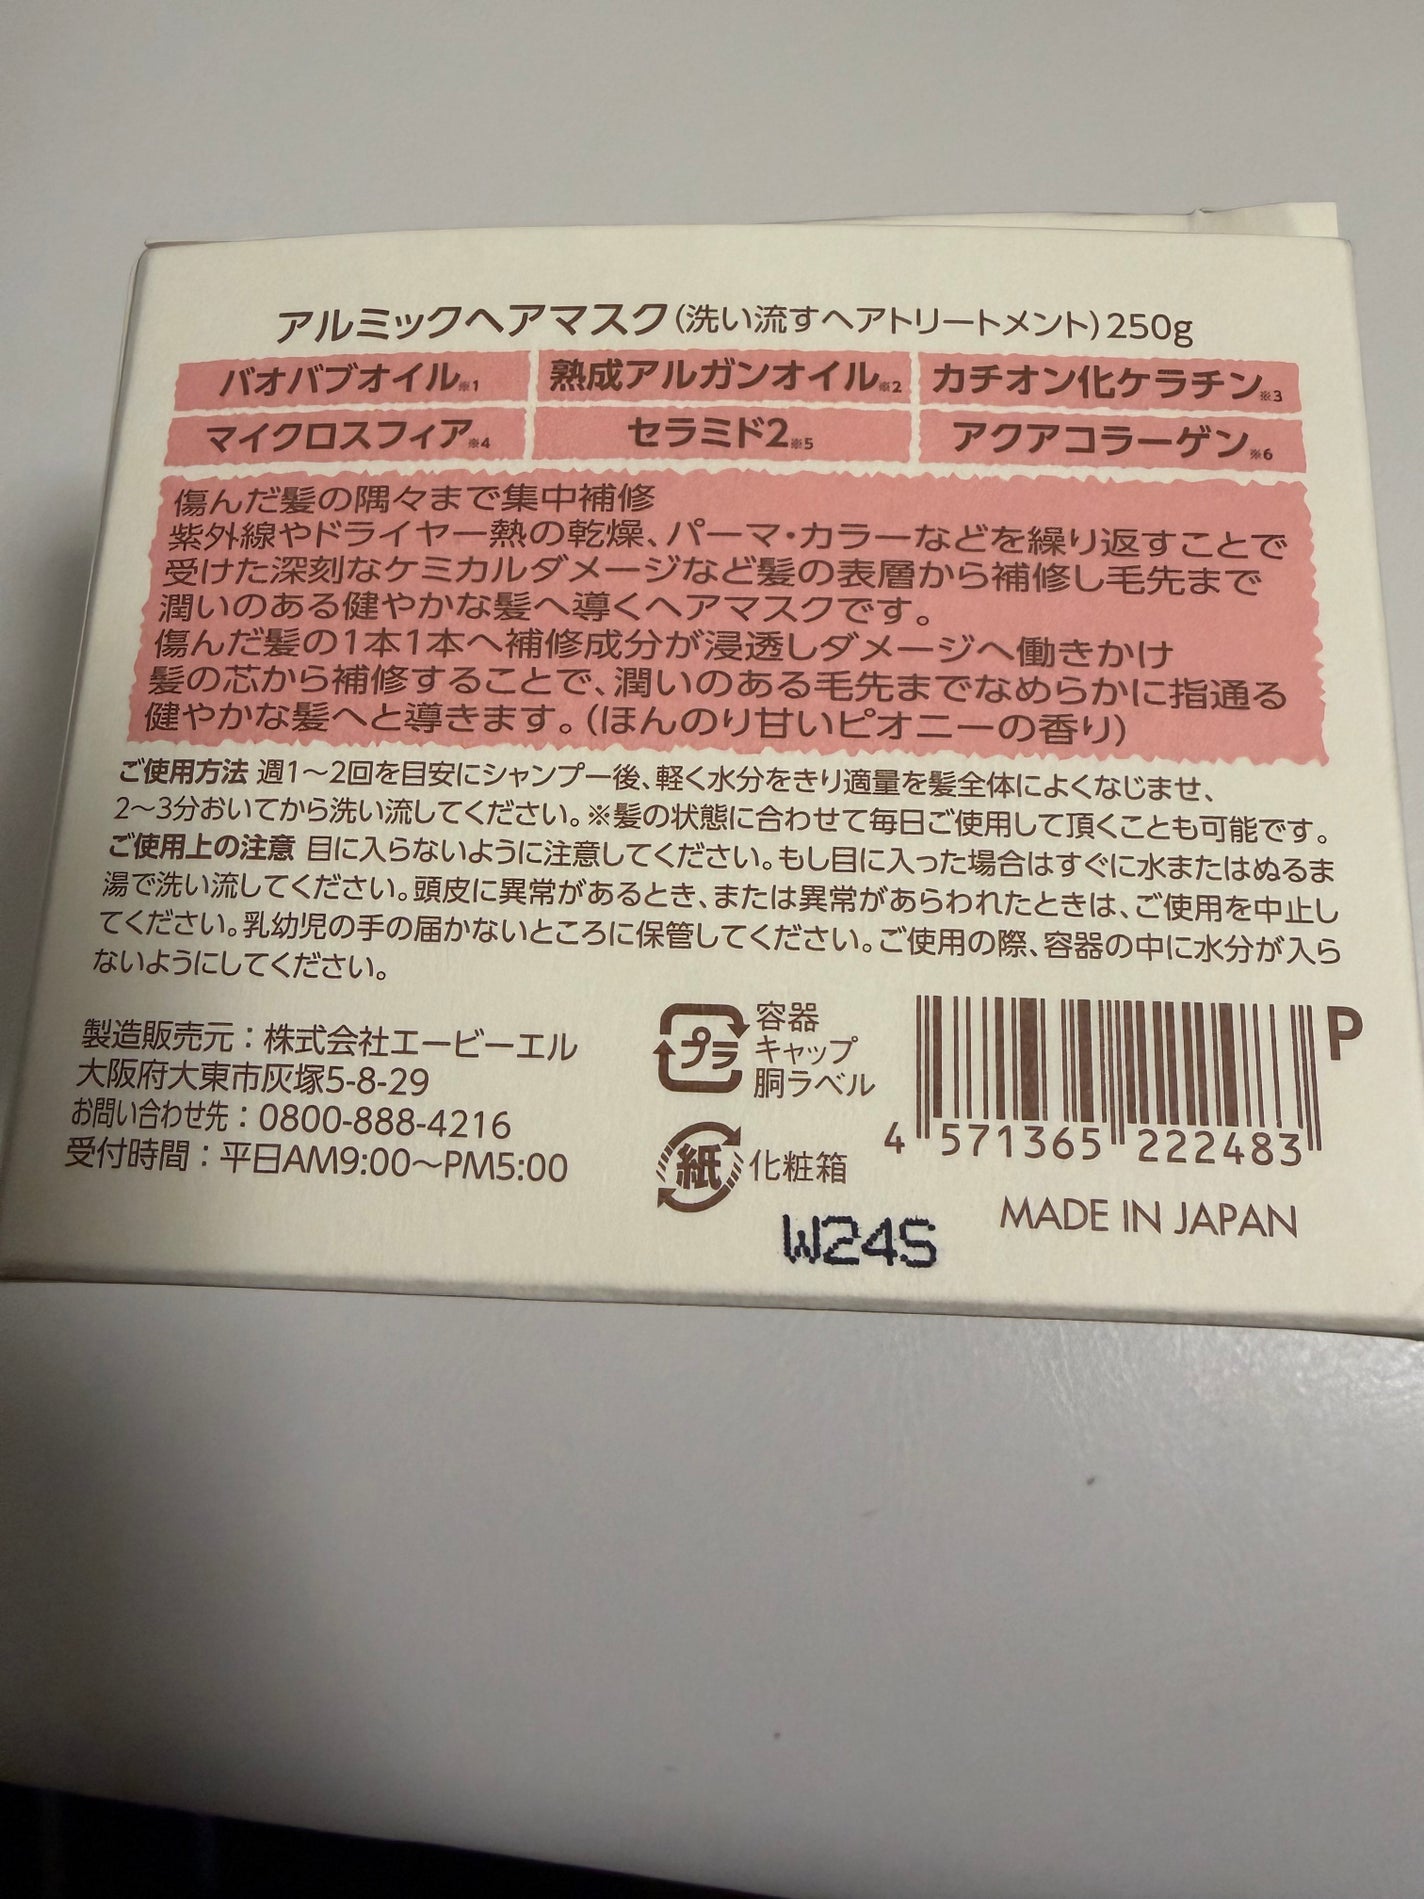 アルミックヘアマスク(洗い流すヘアトリートメント)250g
バオバブオイル※1 熟成アルガンオイル※2 カチオン化ケラチン※3
マイクロスフィア※4 セラミド2※5 アクアコラーゲン※6
傷んだ髪の隅々まで集中補修
紫外線やドライヤー熱の乾燥、パーマ・カラーなどを繰り返すことで
受けた深刻なケミカルダメージなど髪の表層から補修し毛先まで
潤いのある健やかな髪へ導くヘアマスクです。
傷んだ髪の1本1本へ補修成分が浸透しダメージへ働きかけ
髪の芯から補修することで、潤いのある毛先までなめらかに指通る
健やかな髪へと導きます。(ほんのり甘いピオニーの香り)
ご使用方法 週1〜2回を目安にシャンプー後、軽く水分をきり適量を髪全体によくなじませ、
2〜3分おいてから洗い流してください。※髪の状態に合わせて毎日ご使用して頂くことも可能です。
ご使用上の注意 目に入らないように注意してください。もし目に入った場合はすぐに水またはぬるま
湯で洗い流してください。頭皮に異常があるとき、または異常があらわれたときは、ご使用を中止し
てください。乳幼児の手の届かないところに保管してください。ご使用の際、容器の中に水分が入ら
ないようにしてください。
製造販売元：株式会社エービーエル
大阪府大東市灰塚5-8-29
お問い合わせ先：0800-888-4216
受付時間：平日AM9:00〜PM5:00
プラ
容器
キャップ
胴ラベル
紙 化粧箱
P
4 571365 222483
MADE IN JAPAN
W24S